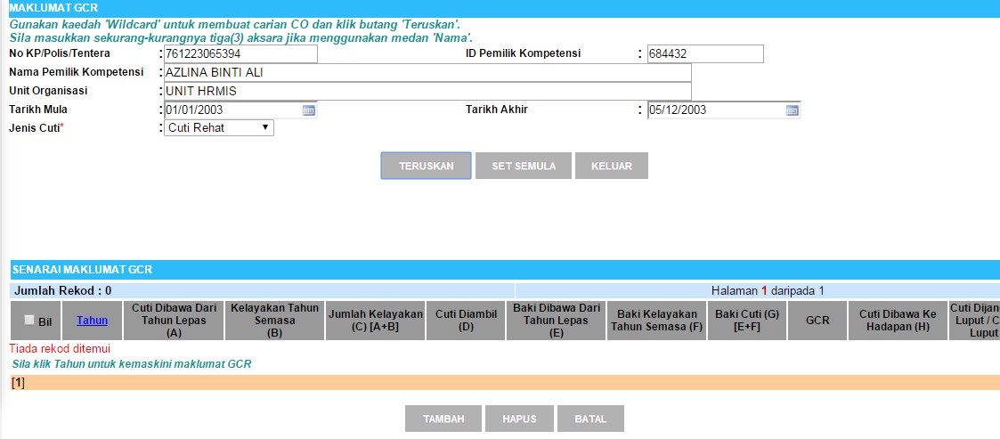 MAKLUMAT GCR
Gunakan kaedah 'Wildcard' untuk membuat carian CO dan klik butang 'Teruskan'.
Sila masukkan sekurang-kurangnya tiga(3) aksara jika menggunakan medan 'Nama'.
No KP/Polis/Tentera : 761223065394 ID Pemilik Kompetensi : 684432
Nama Pemilik Kompetensi : AZLINA BINTI ALI
Unit Organisasi : UNIT HRMIS
Tarikh Mula : 01/01/2003 Tarikh Akhir : 05/12/2003
Jenis Cuti* : Cuti Rehat
TERUSKAN SET SEMULA KELUAR
SENARAI MAKLUMAT GCR
Jumlah Rekod : 0 Halaman 1 daripada 1
Bil
Tahun
Cuti Dibawa Dari
Tahun Lepas
(A)
Kelayakan Tahun
Semasa
(B)
Jumlah Kelayakan
(C) [A+B]
Cuti Diambil
(D)
Baki Dibawa Dari
Tahun Lepas
(E)
Baki Kelayakan
Tahun Semasa (F)
Baki Cuti (G)
[E+F]
GCR
Cuti Dibawa Ke
Hadapan (H)
Cuti Dijan
Luput / C
Luput
Tiada rekod ditemui
Sila klik Tahun untuk kemaskini maklumat GCR
[1]
TAMBAH HAPUS BATAL